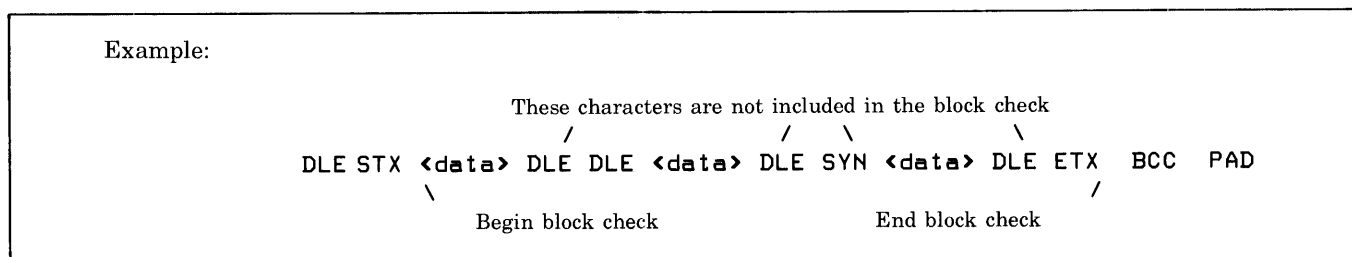 Example:
These characters are not included in the block check
/ / \ \
DLE STX <data> DLE DLE <data> DLE SYN <data> DLE ETX BCC PAD
\ /
Begin block check End block check